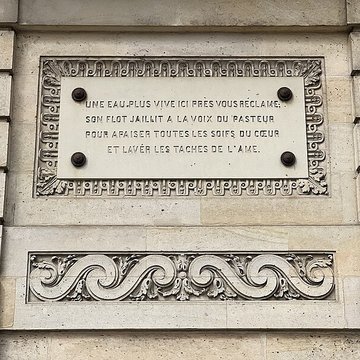 UNE EAU PLUS VIVE ICI PRÈS VOUS RÉCLAME;
SON FLOT JAILLIT A LA VOIX DU PASTEUR
POUR APAISER TOUTES LES SOIFS DU CŒUR
ET LAVER LES TACHES DE L'AME.